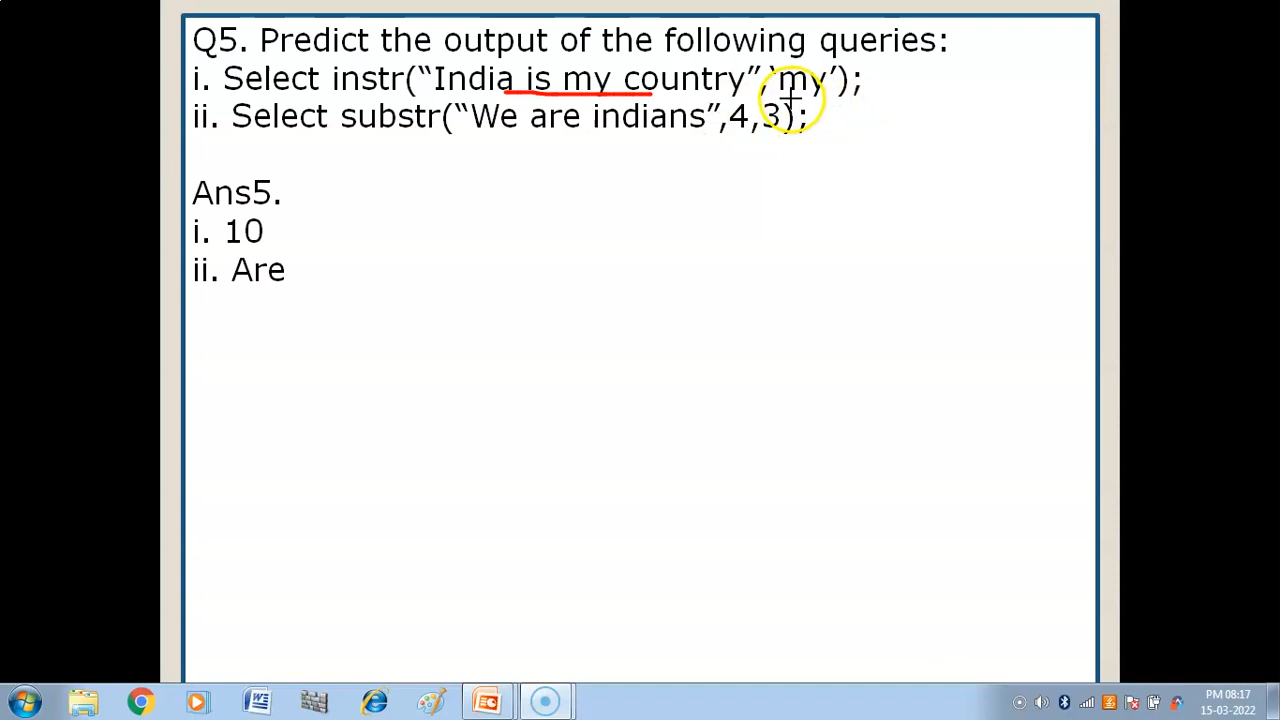 Q5. Predict the output of the following queries:
i. Select instr(“India is my country”,‘my’);
ii. Select substr(“We are indians”,4,3);
Ans5.
i. 10
ii. Are
PM 08:17
15-03-2022